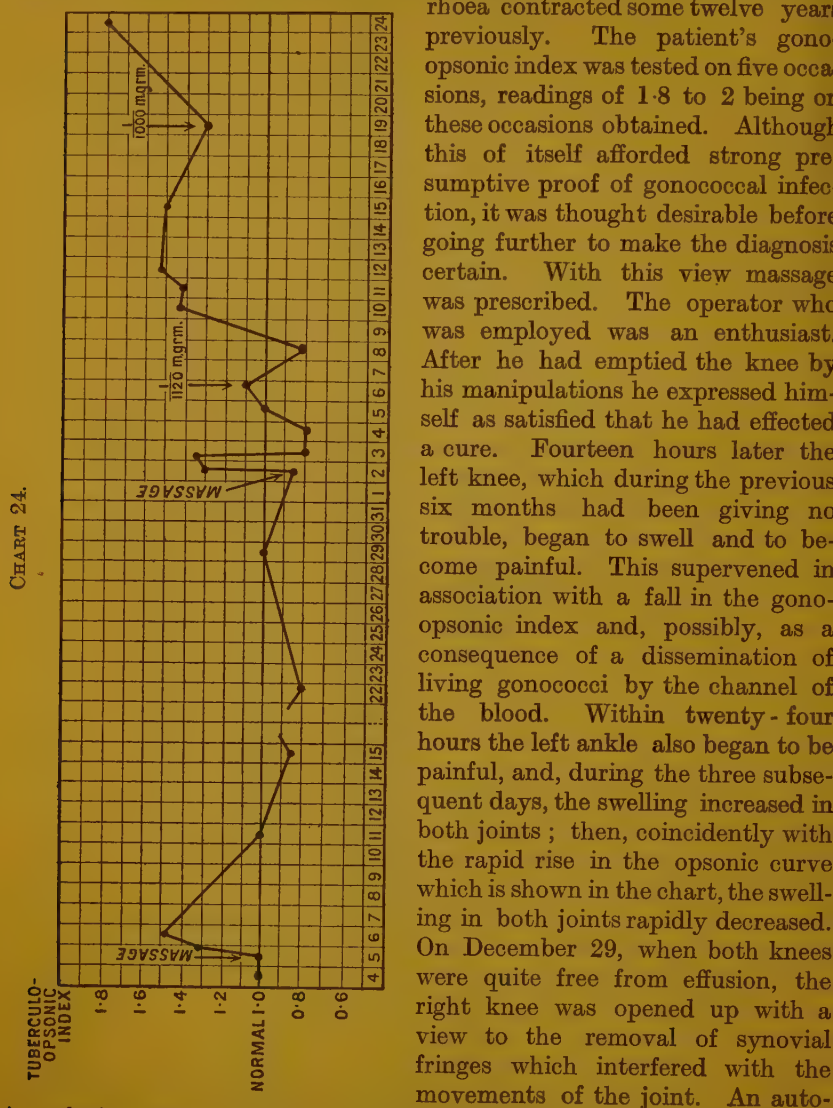 CHART 24.
TUBERCULO-
OPSONIC
INDEX
1·8
1·6
1·4
1·2
NORMAL 1·0
0·8
0·6
MASSAGE
MASSAGE
1/1120 mgrm.
1/1000 mgrm.
4 5 6 7 8 9 10 11 12 13 14 15 ... 22 23 24 25 26 27 28 29 30 31 1 2 3 4 5 6 7 8 9 10 11 12 13 14 15 16 17 18 19 20 21 22 23 24
rhoea contracted some twelve year
previously. The patient's gono-
opsonic index was tested on five occa
sions, readings of 1·8 to 2 being on
these occasions obtained. Although
this of itself afforded strong pre
sumptive proof of gonococcal infec
tion, it was thought desirable before
going further to make the diagnosis
certain. With this view massage
was prescribed. The operator who
was employed was an enthusiast.
After he had emptied the knee by
his manipulations he expressed him-
self as satisfied that he had effected
a cure. Fourteen hours later the
left knee, which during the previous
six months had been giving no
trouble, began to swell and to be-
come painful. This supervened in
association with a fall in the gono-
opsonic index and, possibly, as a
consequence of a dissemination of
living gonococci by the channel of
the blood. Within twenty-four
hours the left ankle also began to be
painful, and, during the three subse-
quent days, the swelling increased in
both joints; then, coincidently with
the rapid rise in the opsonic curve
which is shown in the chart, the swell-
ing in both joints rapidly decreased.
On December 29, when both knees
were quite free from effusion, the
right knee was opened up with a
view to the removal of synovial
fringes which interfered with the
movements of the joint. An auto-